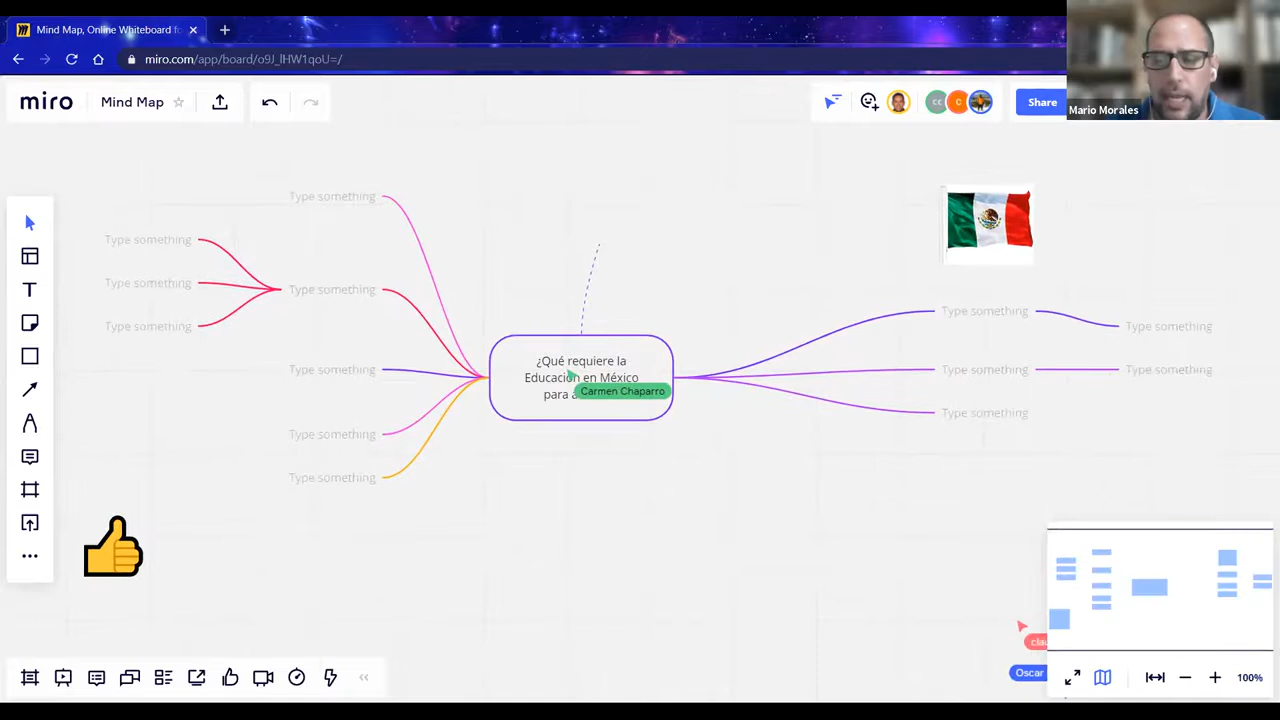 Mind Map, Online Whiteboard fo
miro.com/app/board/o9J_lHW1qoU=/
miro
Mind Map
cc
C
Share
Mario Morales
Type something
Type something
Type something
Type something
Type something
Type something
Type something
Type something
¿Qué requiere la
Educación en México
para
Carmen Chaparro
Type something
Type something
Type something
Type something
Type something
Oscar
100%